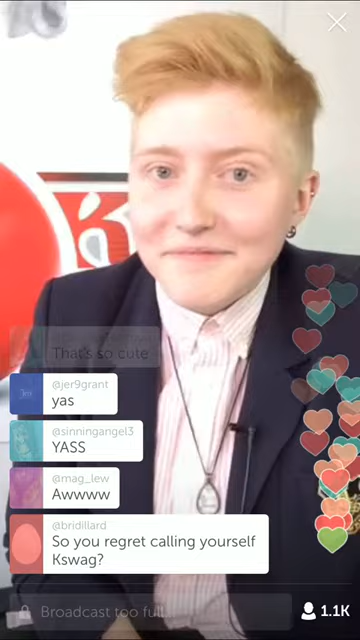 That's so cute
@jer9grant
yas
@sinningangel3
YASS
@mag_lew
Awwww
@bridillard
So you regret calling yourself
Kswag?
Broadcast too full...
1.1K